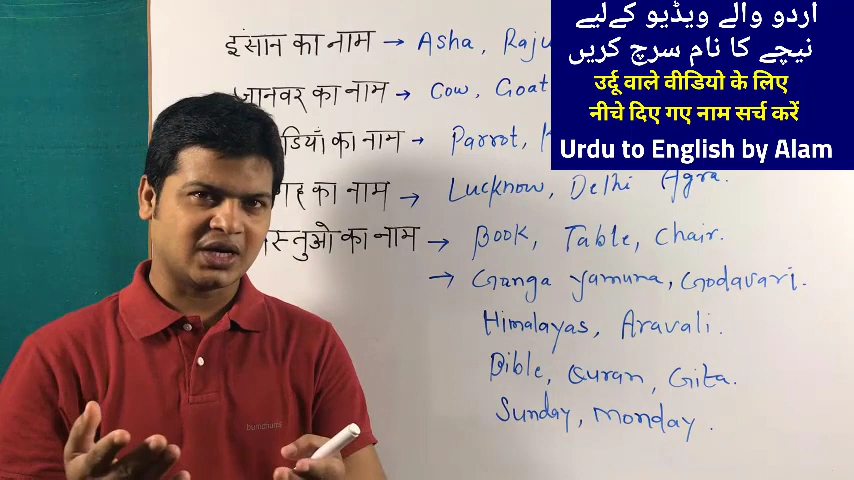 इंसान का नाम → Asha, Raju
जानवर का नाम → Cow, Goat
डियाँ का नाम → Parrot,
गह का नाम → Lucknow, Delhi Agra.
स्तुओ का नाम → Book, Table, Chair.
→ Ganga Yamuna, Godavari.
Himalayas, Aravali.
Bible, Quran, Gita.
Sunday, Monday.
اردو والے ویڈیو کےلیے
نیچے کا نام سرچ کریں
उर्दू वाले वीडियो के लिए
नीचे दिए गए नाम सर्च करें
Urdu to English by Alam
bumchums